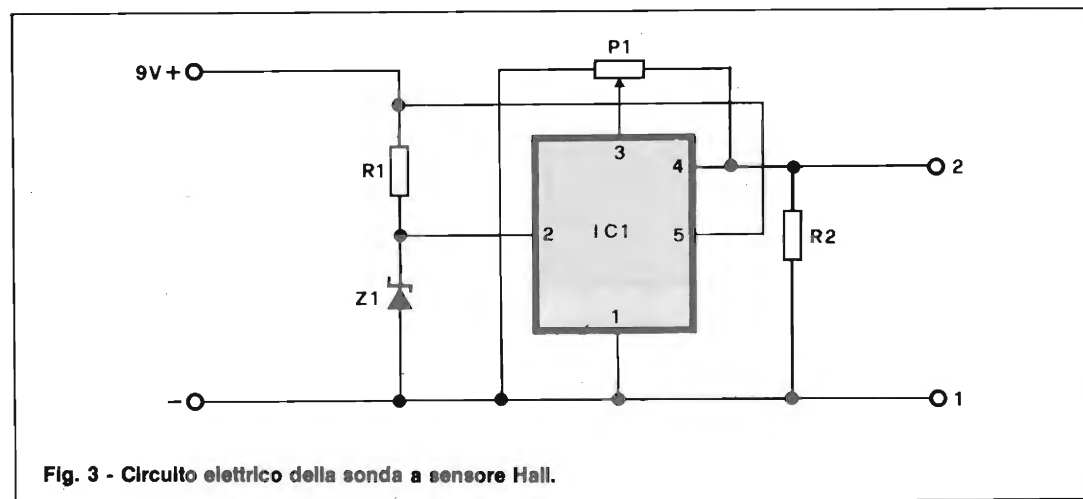 P1
9V+
3
R1
4
2
2
IC1
5
R2
Z1
1
-
1
Fig. 3 - Circuito elettrico della sonda a sensore Hall.